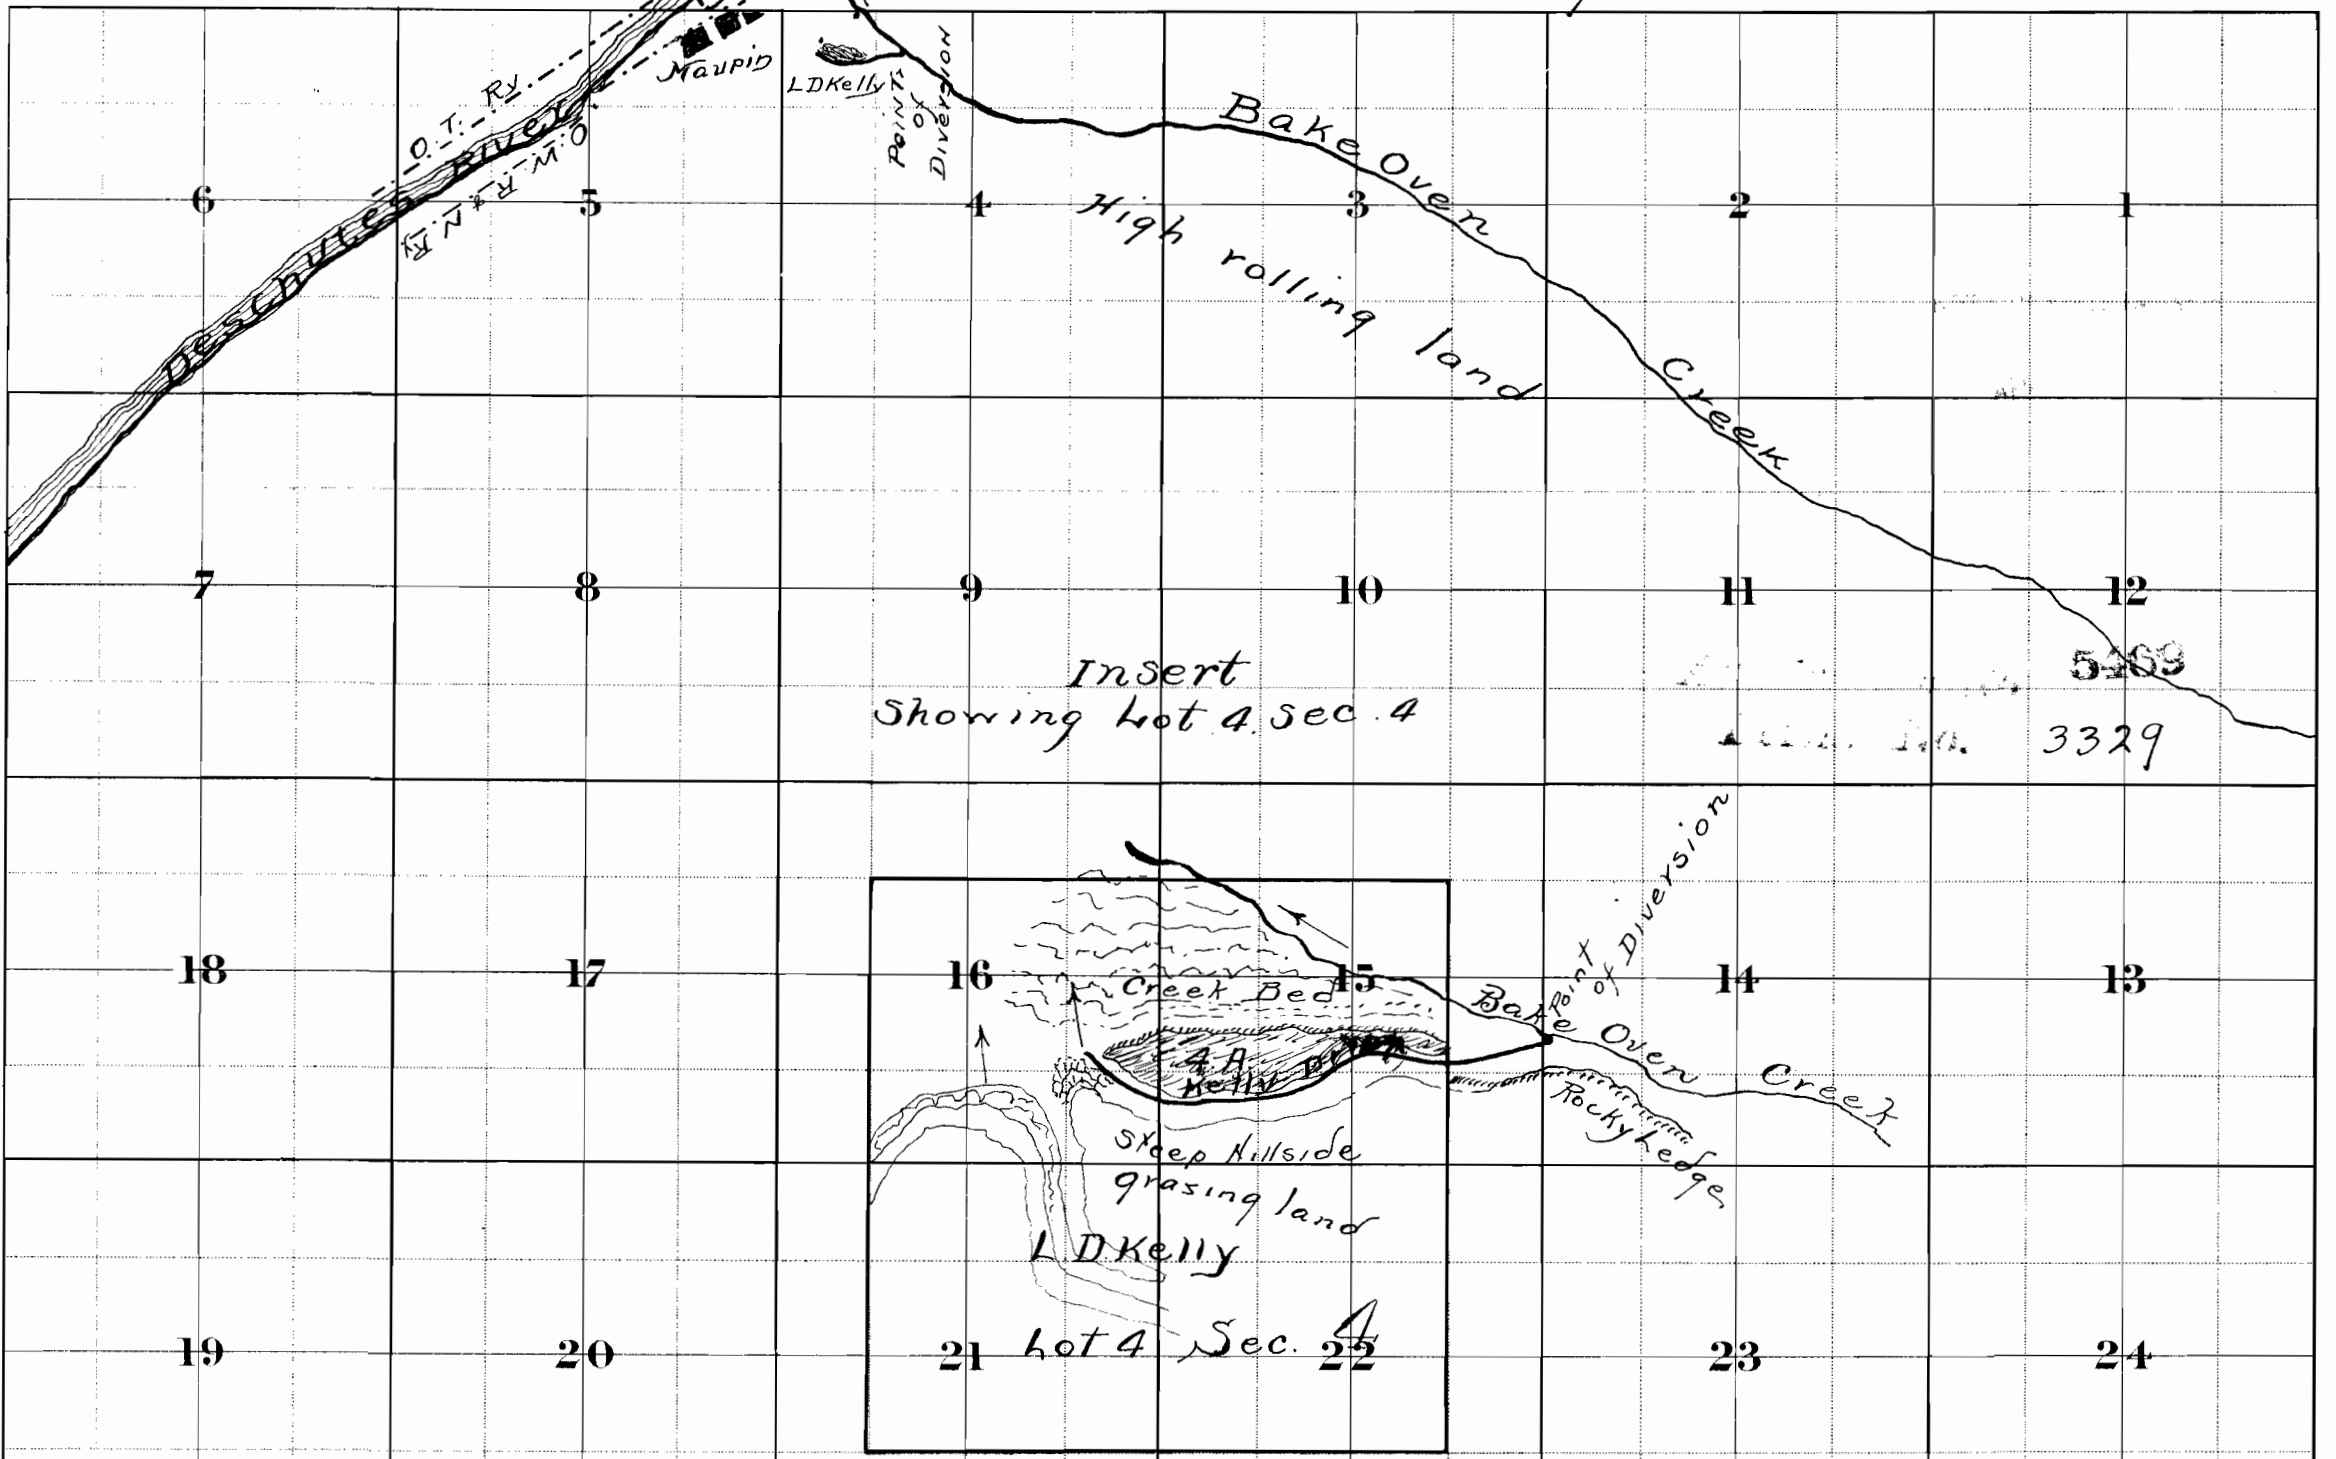 Maupin
L D Kelly
Point
of
Diversion
O. T. Ry
Deschutes River
O. W. R. & N. Ry
Bake Oven Creek
High rolling land
6 5 4 3 2 1
7 8 9 10 11 12
Insert
Showing Lot 4 sec. 4
5469
3329
Point
of Diversion
18 17 16 15 14 13
Creek Bed
Bake Oven Creek
4 A.
Kelly
Rocky Ledge
Steep Hillside
grasing land
L. D. Kelly
Lot 4 Sec. 4
19 20 21 22 23 24